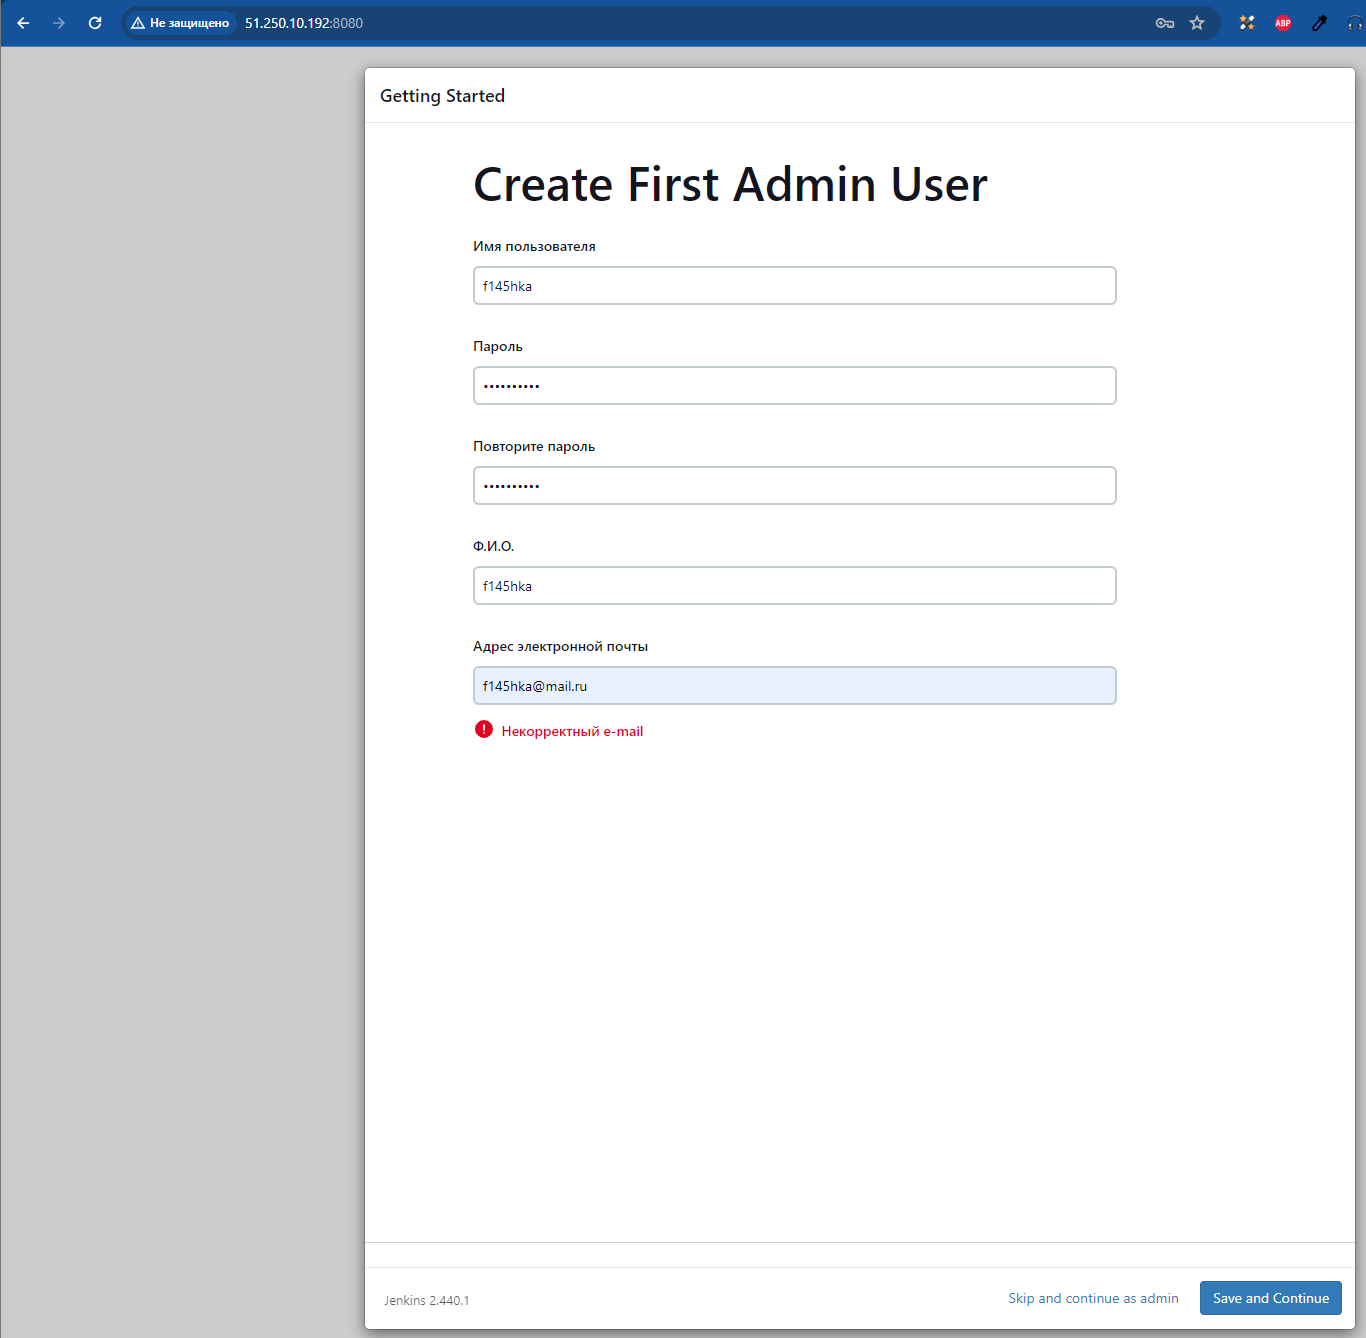 Не защищено 51.250.10.192:8080
ABP
Getting Started
Create First Admin User
Имя пользователя
f145hka
Пароль
••••••••••
Повторите пароль
••••••••••
Ф.И.О.
f145hka
Адрес электронной почты
f145hka@mail.ru
Некорректный e-mail
Jenkins 2.440.1
Skip and continue as admin
Save and Continue